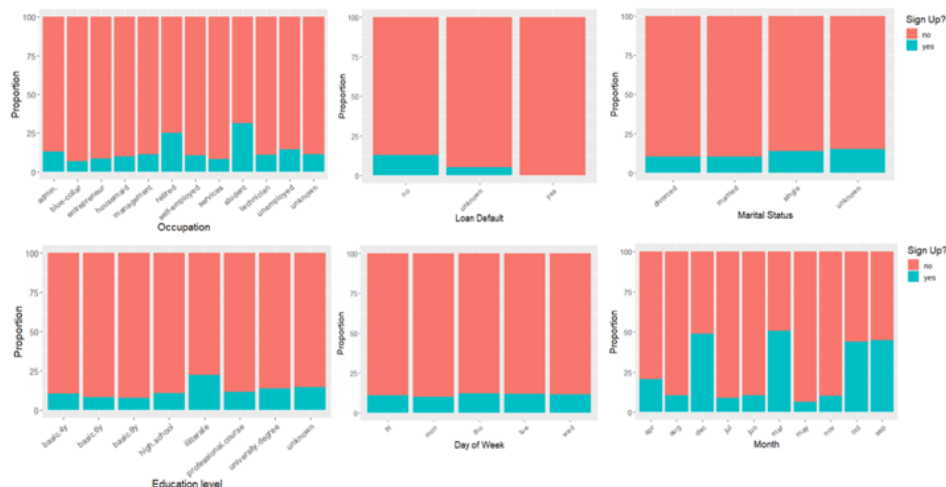 Proportion
100
75
50
25
0
admin.
blue-collar
entrepreneur
housemaid
management
retired
self-employed
services
student
technician
unemployed
unknown
Occupation
Proportion
100
75
50
25
0
no
unknown
yes
Loan Default
Proportion
100
75
50
25
0
divorced
married
single
unknown
Marital Status
Sign Up?
no
yes
Proportion
100
75
50
25
0
basic.4y
basic.6y
basic.9y
high.school
illiterate
professional.course
university.degree
unknown
Education level
Proportion
100
75
50
25
0
fri
mon
thu
tue
wed
Day of Week
Proportion
100
75
50
25
0
apr
aug
dec
jul
jun
mar
may
nov
oct
sep
Month
Sign Up?
no
yes